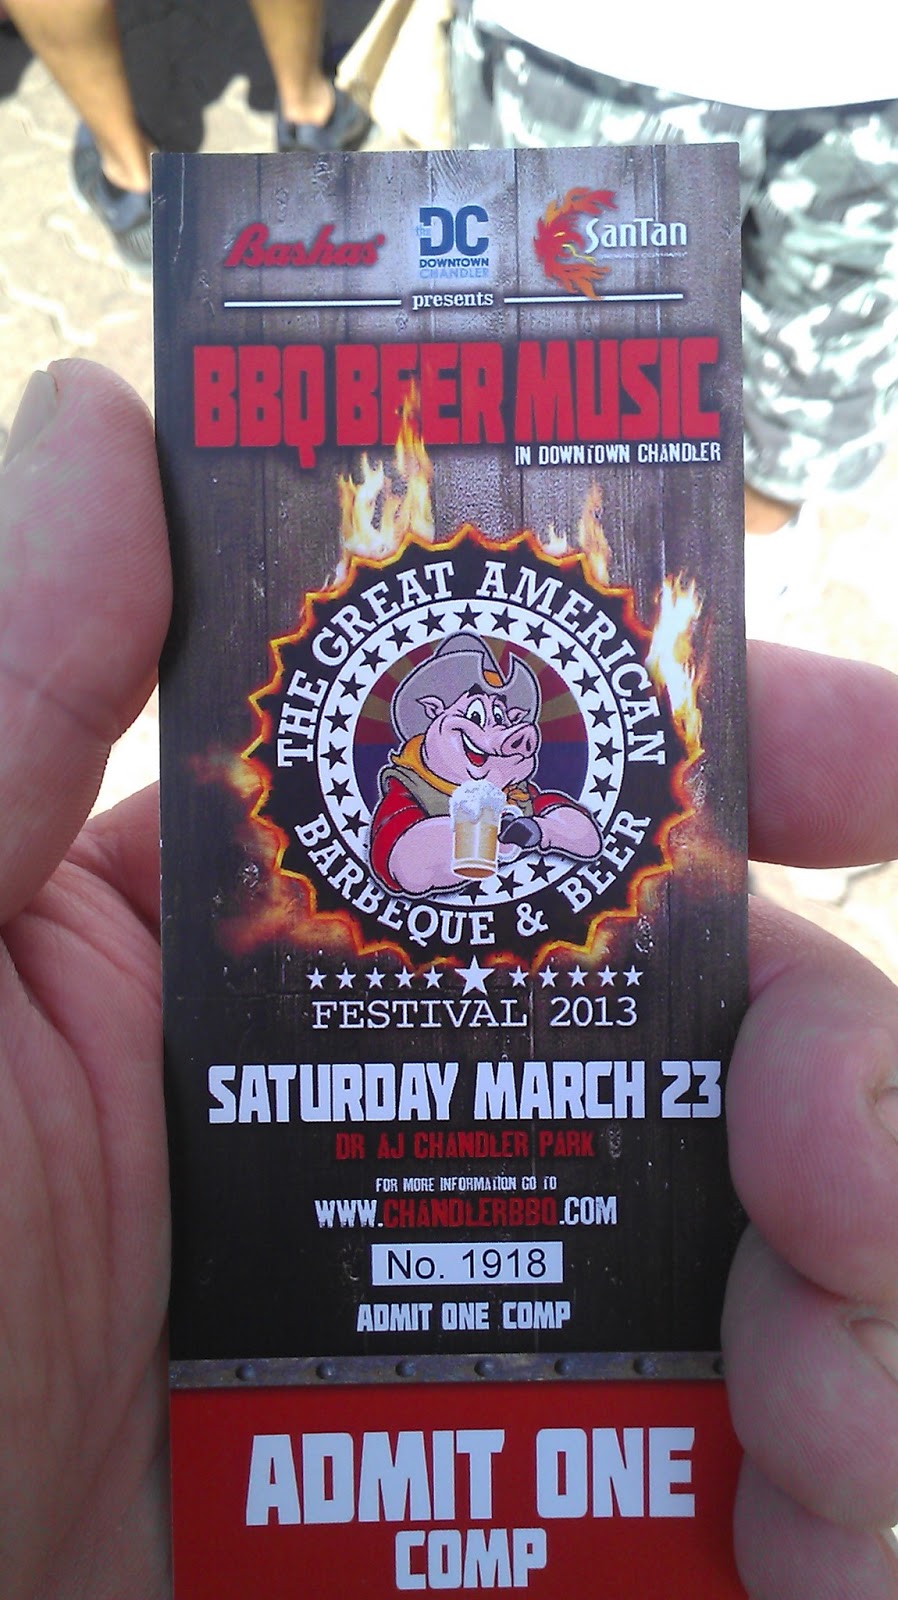 Bashas'
the DC
DOWNTOWN
CHANDLER
SanTan
presents
BBQ BEER MUSIC
IN DOWNTOWN CHANDLER
THE GREAT AMERICAN
BARBEQUE & BEER
FESTIVAL 2013
SATURDAY MARCH 23
DR AJ CHANDLER PARK
FOR MORE INFORMATION GO TO
WWW.CHANDLERBBQ.COM
No. 1918
ADMIT ONE COMP
ADMIT ONE
COMP